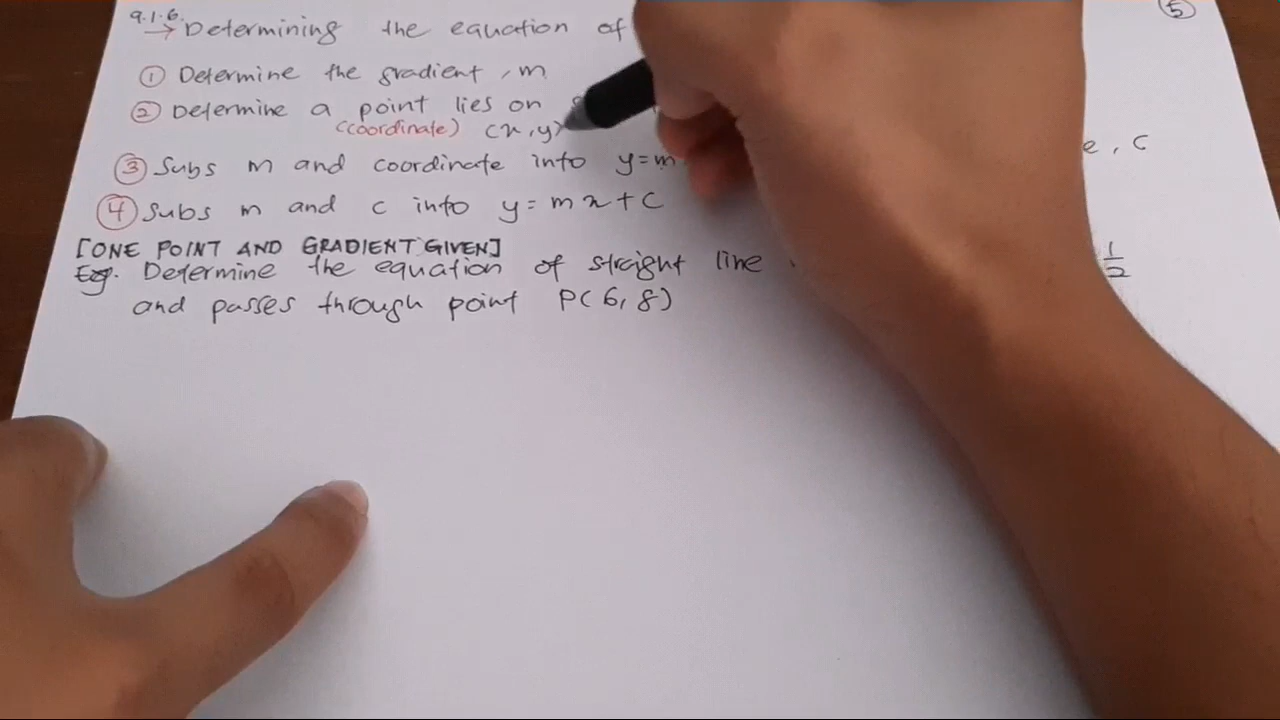 9.1.6.
→ Determining the equation of
⑤
① Determine the gradient, m
② Determine a point lies on
(coordinate) (x, y)
③ Subs m and coordinate into y=m e, c
④ Subs m and c into y = mx + c
[ONE POINT AND GRADIENT GIVEN]
Eg. Determine the equation of straight line 1/2
and passes through point P(6, 8)